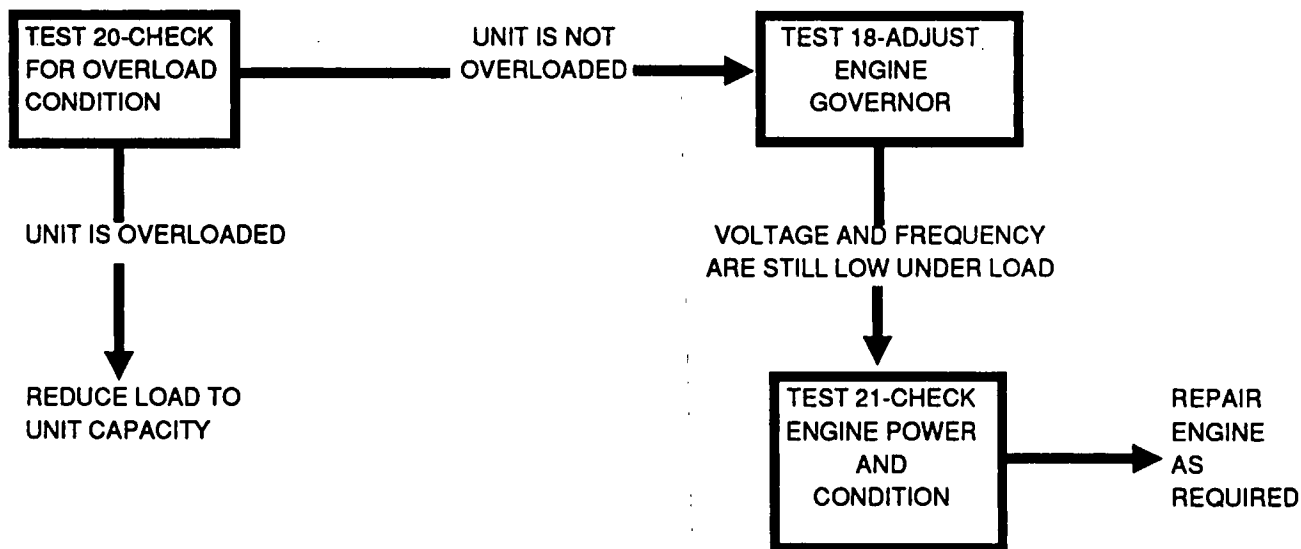 TEST 20-CHECK
FOR OVERLOAD
CONDITION
UNIT IS NOT
OVERLOADED
TEST 18-ADJUST
ENGINE
GOVERNOR
UNIT IS OVERLOADED
VOLTAGE AND FREQUENCY
ARE STILL LOW UNDER LOAD
REDUCE LOAD TO
UNIT CAPACITY
TEST 21-CHECK
ENGINE POWER
AND
CONDITION
REPAIR
ENGINE
AS
REQUIRED